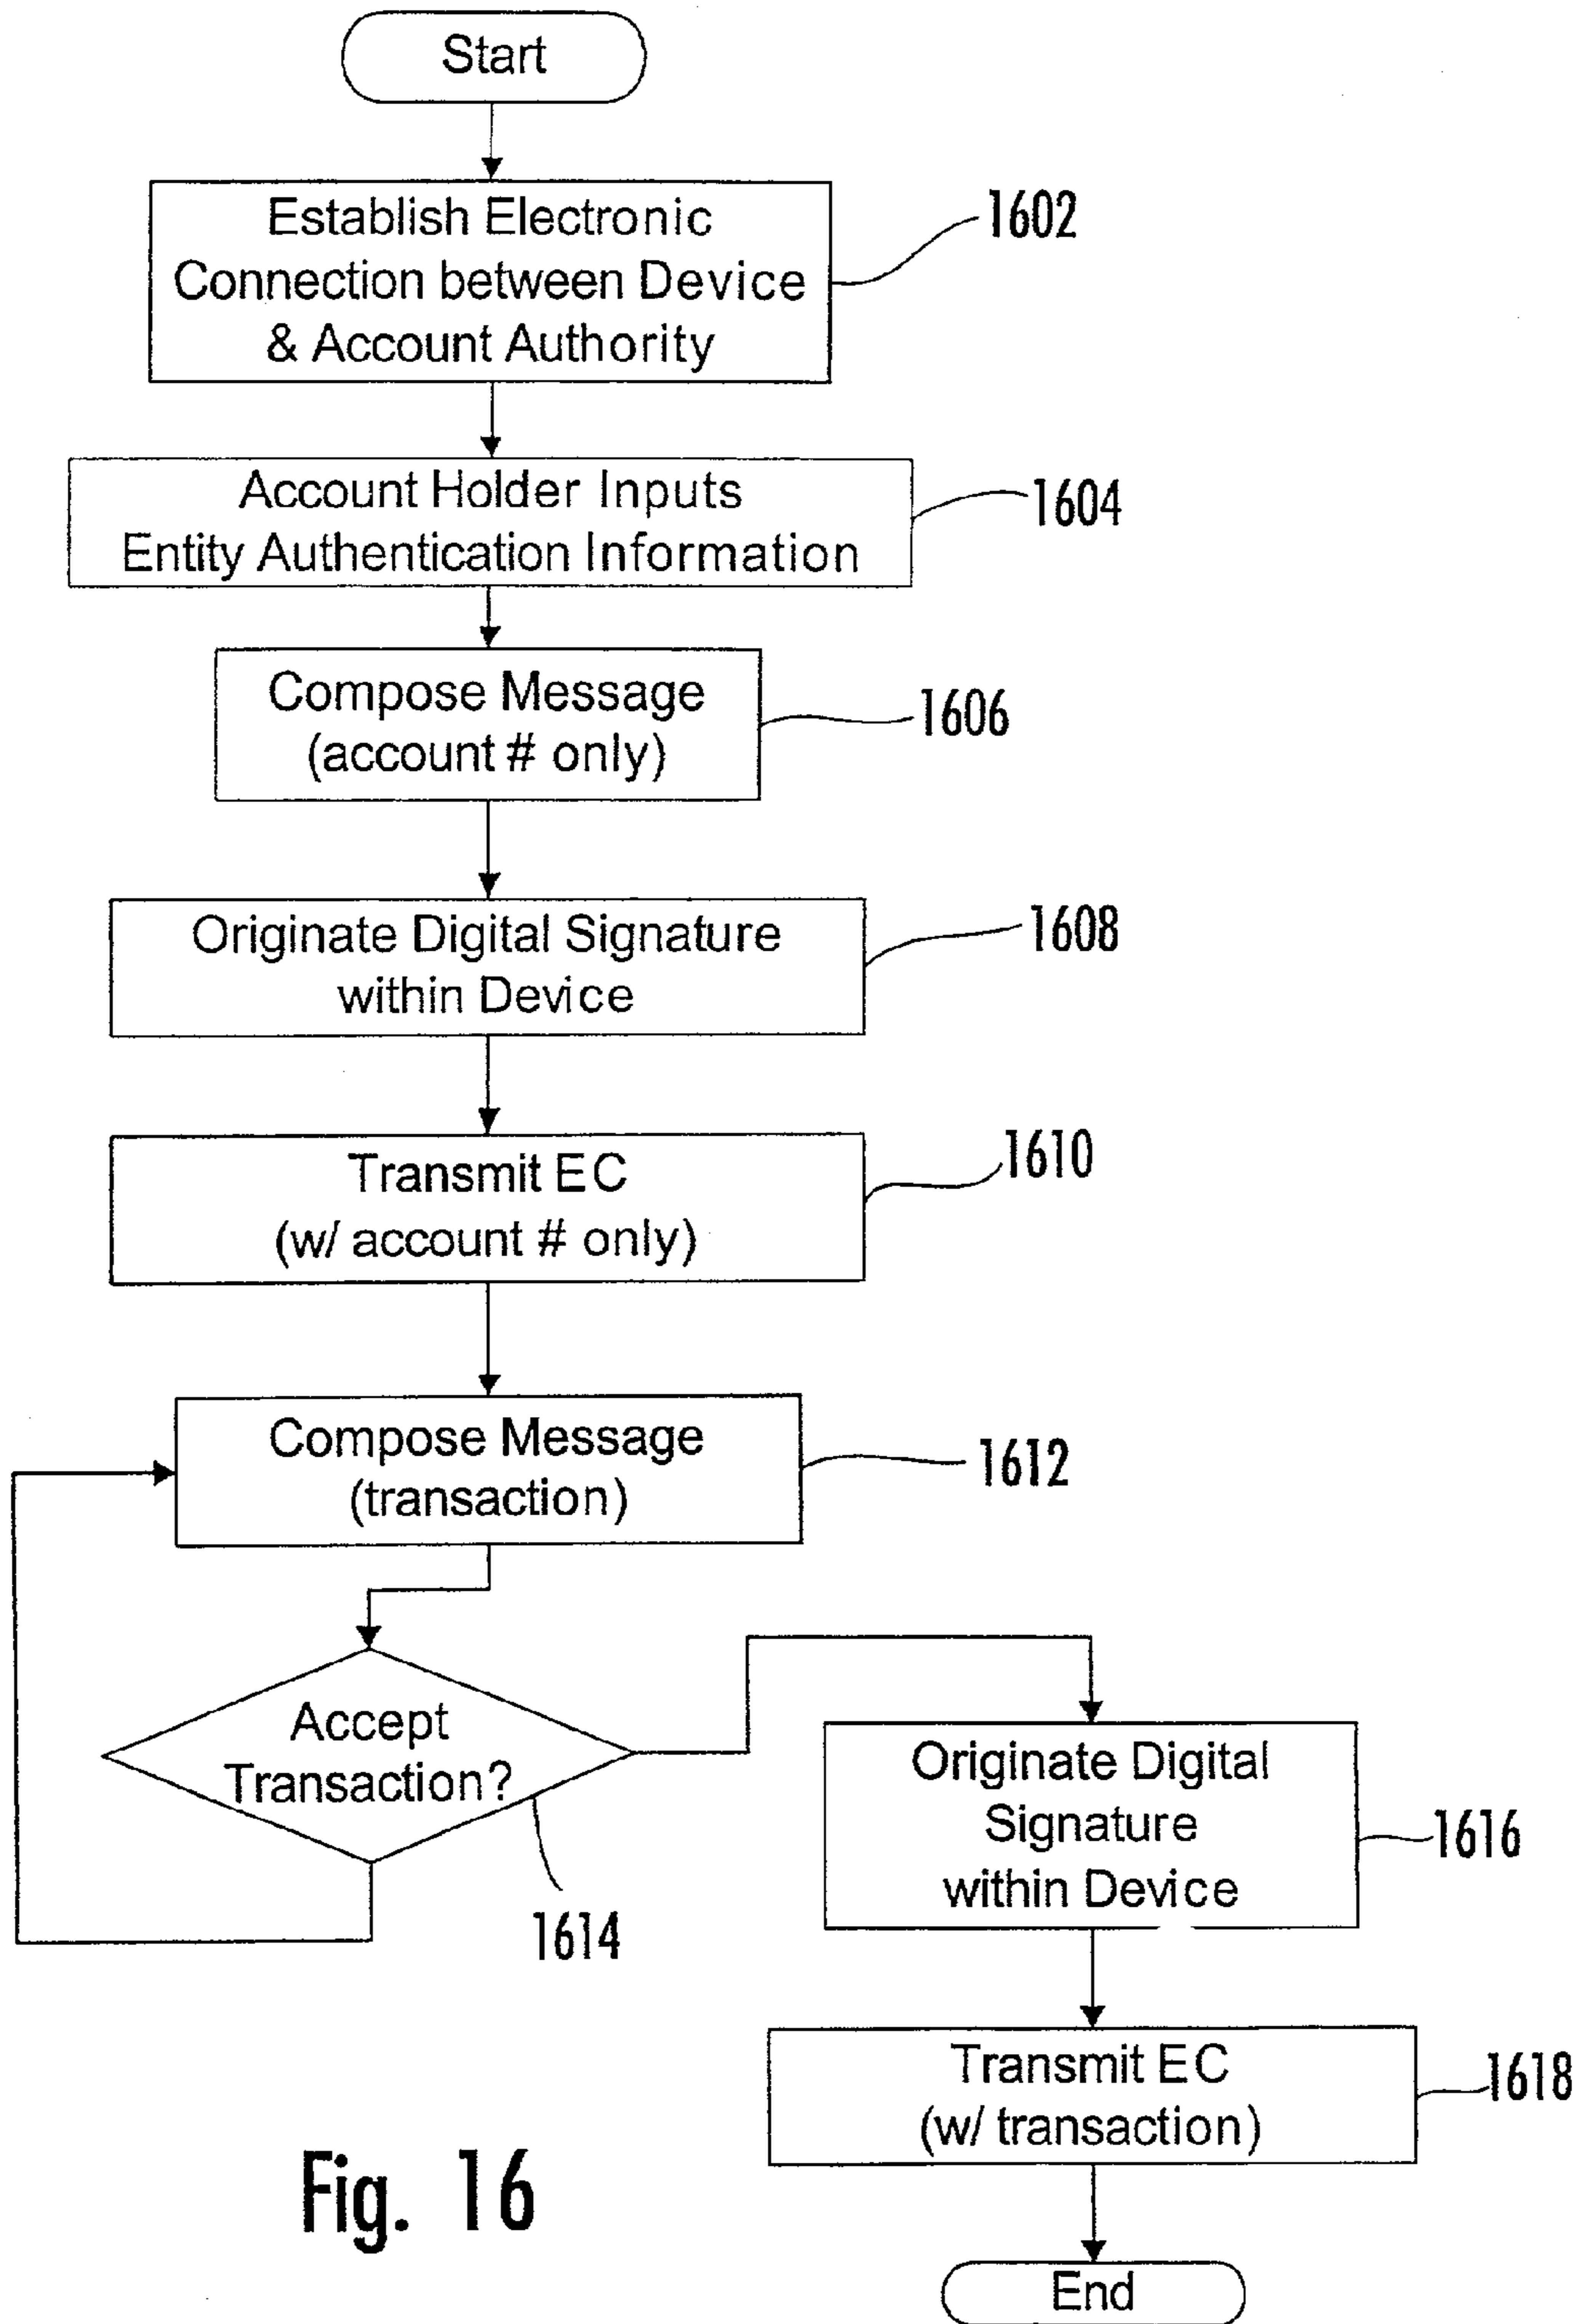 Start
Establish Electronic
Connection between Device
& Account Authority
1602
Account Holder Inputs
Entity Authentication Information
1604
Compose Message
(account # only)
1606
Originate Digital Signature
within Device
1608
Transmit EC
(w/ account # only)
1610
Compose Message
(transaction)
1612
Accept
Transaction?
1614
Originate Digital
Signature
within Device
1616
Transmit EC
(w/ transaction)
1618
End
Fig. 16